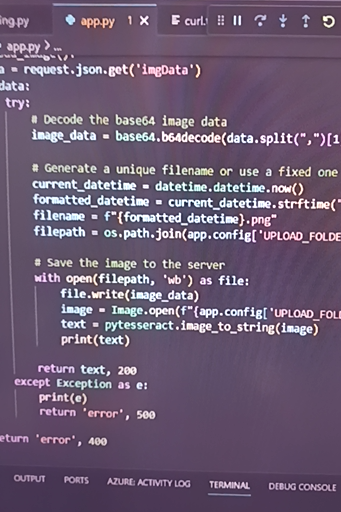 ng.py app.py 1 X curl.
app.py > ...
a = request.json.get('imgData')
data:
try:
# Decode the base64 image data
image_data = base64.b64decode(data.split(",")[1
# Generate a unique filename or use a fixed one
current_datetime = datetime.datetime.now()
formatted_datetime = current_datetime.strftime("
filename = f"{formatted_datetime}.png"
filepath = os.path.join(app.config['UPLOAD_FOLDE
# Save the image to the server
with open(filepath, 'wb') as file:
file.write(image_data)
image = Image.open(f"{app.config['UPLOAD_FOL
text = pytesseract.image_to_string(image)
print(text)
return text, 200
except Exception as e:
print(e)
return 'error', 500
eturn 'error', 400
OUTPUT PORTS AZURE: ACTIVITY LOG TERMINAL DEBUG CONSOLE